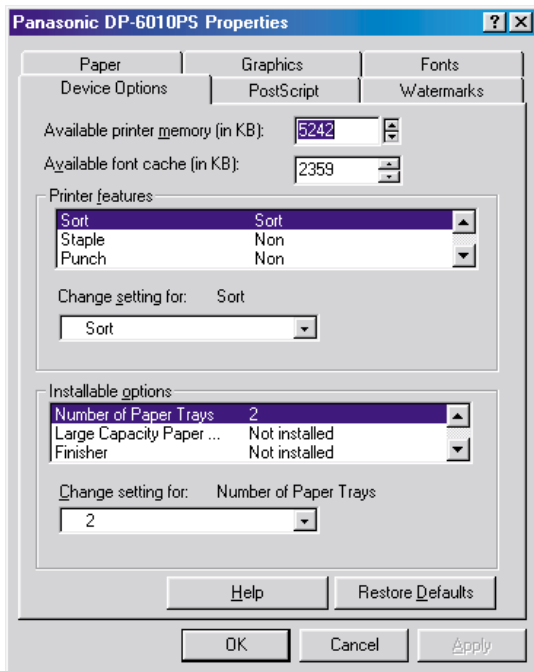 Panasonic DP-6010PS Properties ? X
Paper Graphics Fonts
Device Options PostScript Watermarks
Available printer memory (in KB): 5242
Available font cache (in KB): 2359
Printer features
Sort Sort
Staple Non
Punch Non
Change setting for: Sort
Sort
Installable options
Number of Paper Trays 2
Large Capacity Paper ... Not installed
Finisher Not installed
Change setting for: Number of Paper Trays
2
Help Restore Defaults
OK Cancel Apply